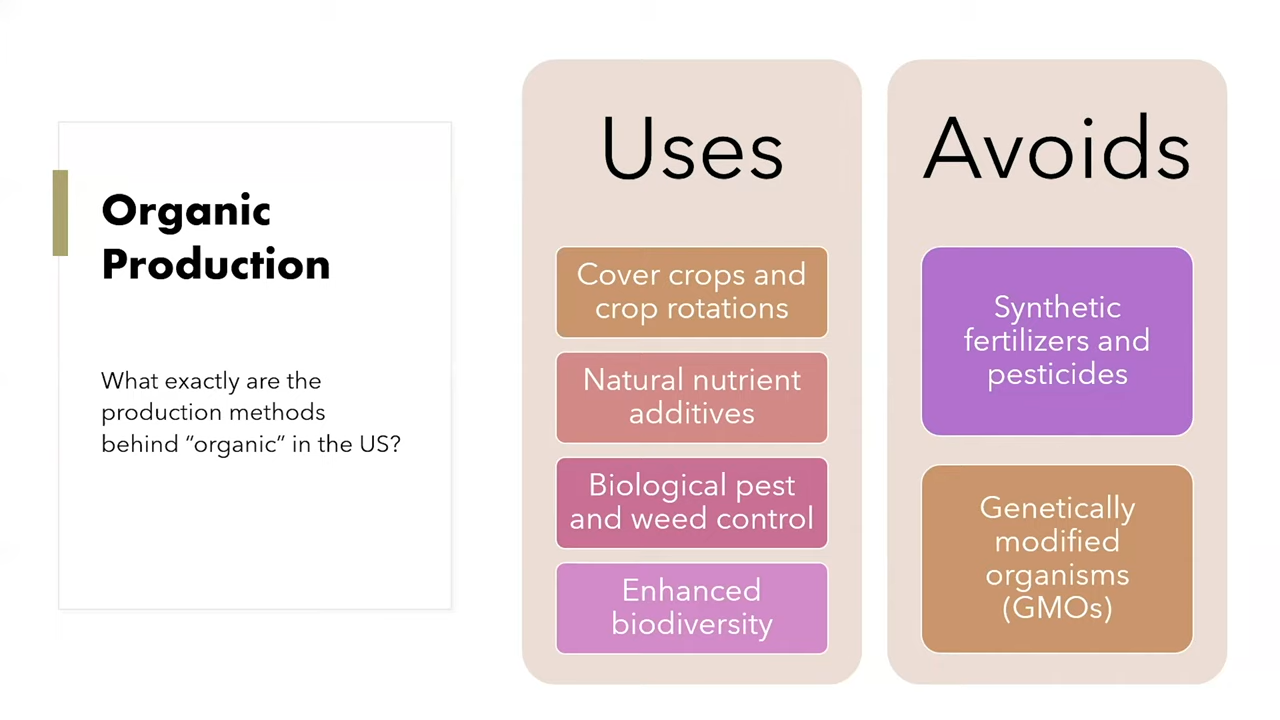 Organic
Production
What exactly are the
production methods
behind “organic” in the US?
Uses
Cover crops and
crop rotations
Natural nutrient
additives
Biological pest
and weed control
Enhanced
biodiversity
Avoids
Synthetic
fertilizers and
pesticides
Genetically
modified
organisms
(GMOs)